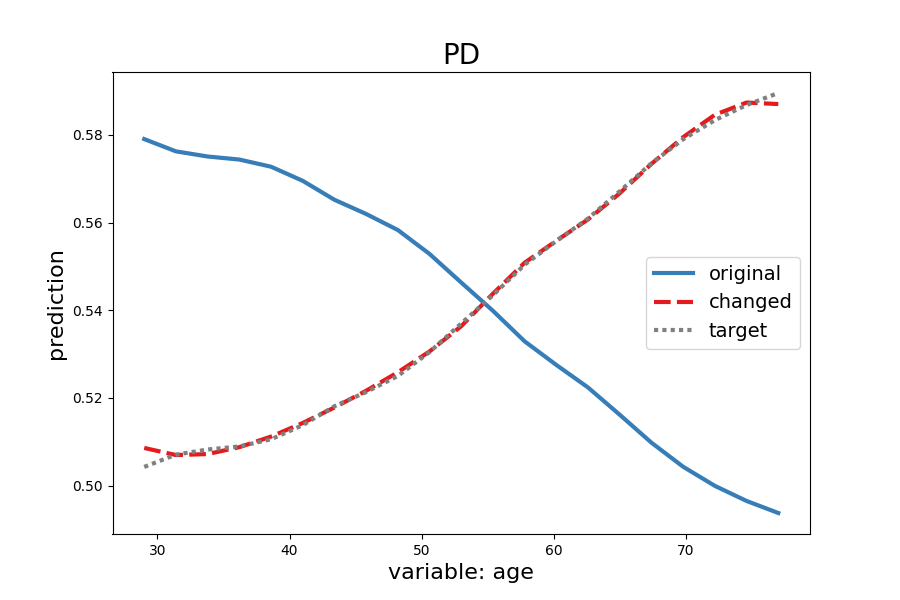 PD
prediction
0.58
0.56
0.54
0.52
0.50
original
changed
target
30 40 50 60 70
variable: age